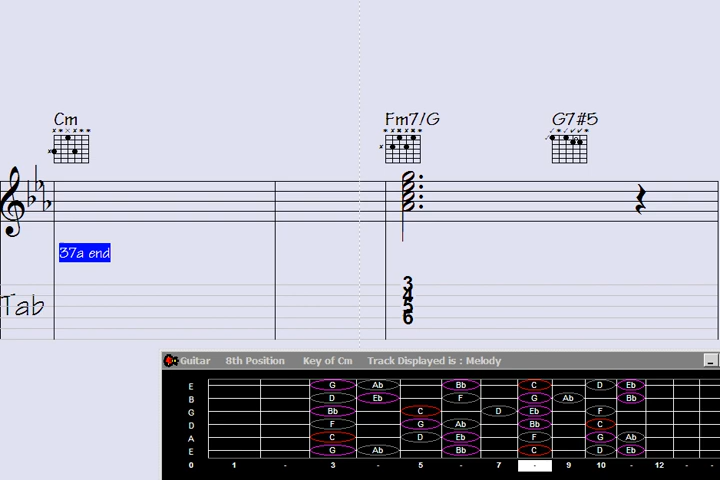 Cm Fm7/G G7#5
37a end
Tab
3
4
5
6
Guitar 8th Position Key of Cm Track Displayed is : Melody
E G Ab Bb C D Eb
B D Eb F G Ab Bb
G Bb C D Eb F
D F G Ab Bb C
A C D Eb F G Ab
E G Ab Bb C D Eb
0 1 - 3 - 5 - 7 - 9 10 - 12 - -